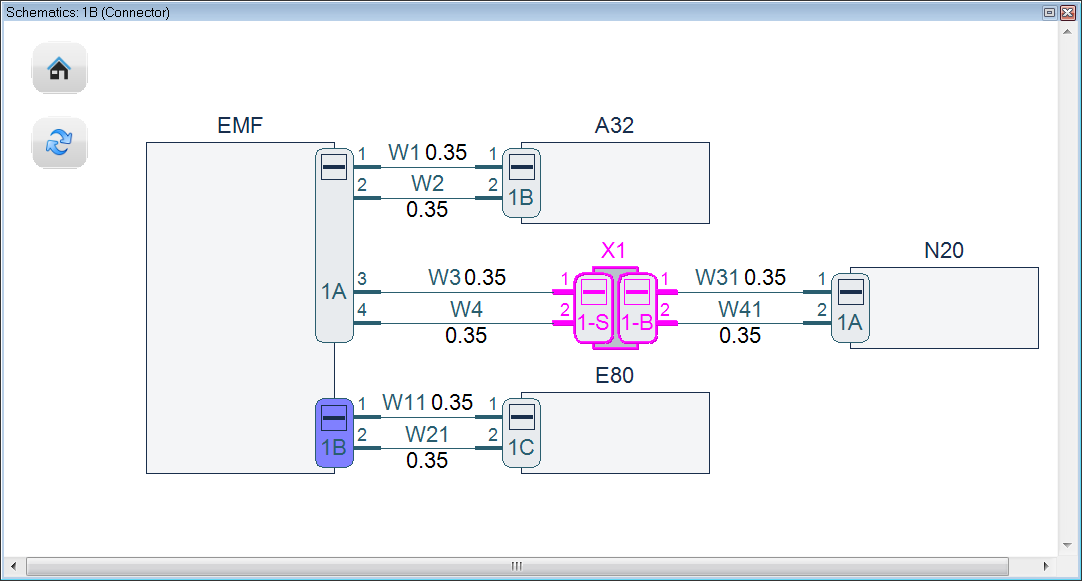 Schematics: 1B (Connector)
EMF
A32
1 W1 0.35 1
2 W2 2
0.35
1B
X1
N20
3 W3 0.35 1 1 W31 0.35 1
1A
4 W4 2 2 W41 2
1-S 1-B 1A
0.35 0.35
E80
1 W11 0.35 1
2 W21 2
1B 1C
0.35